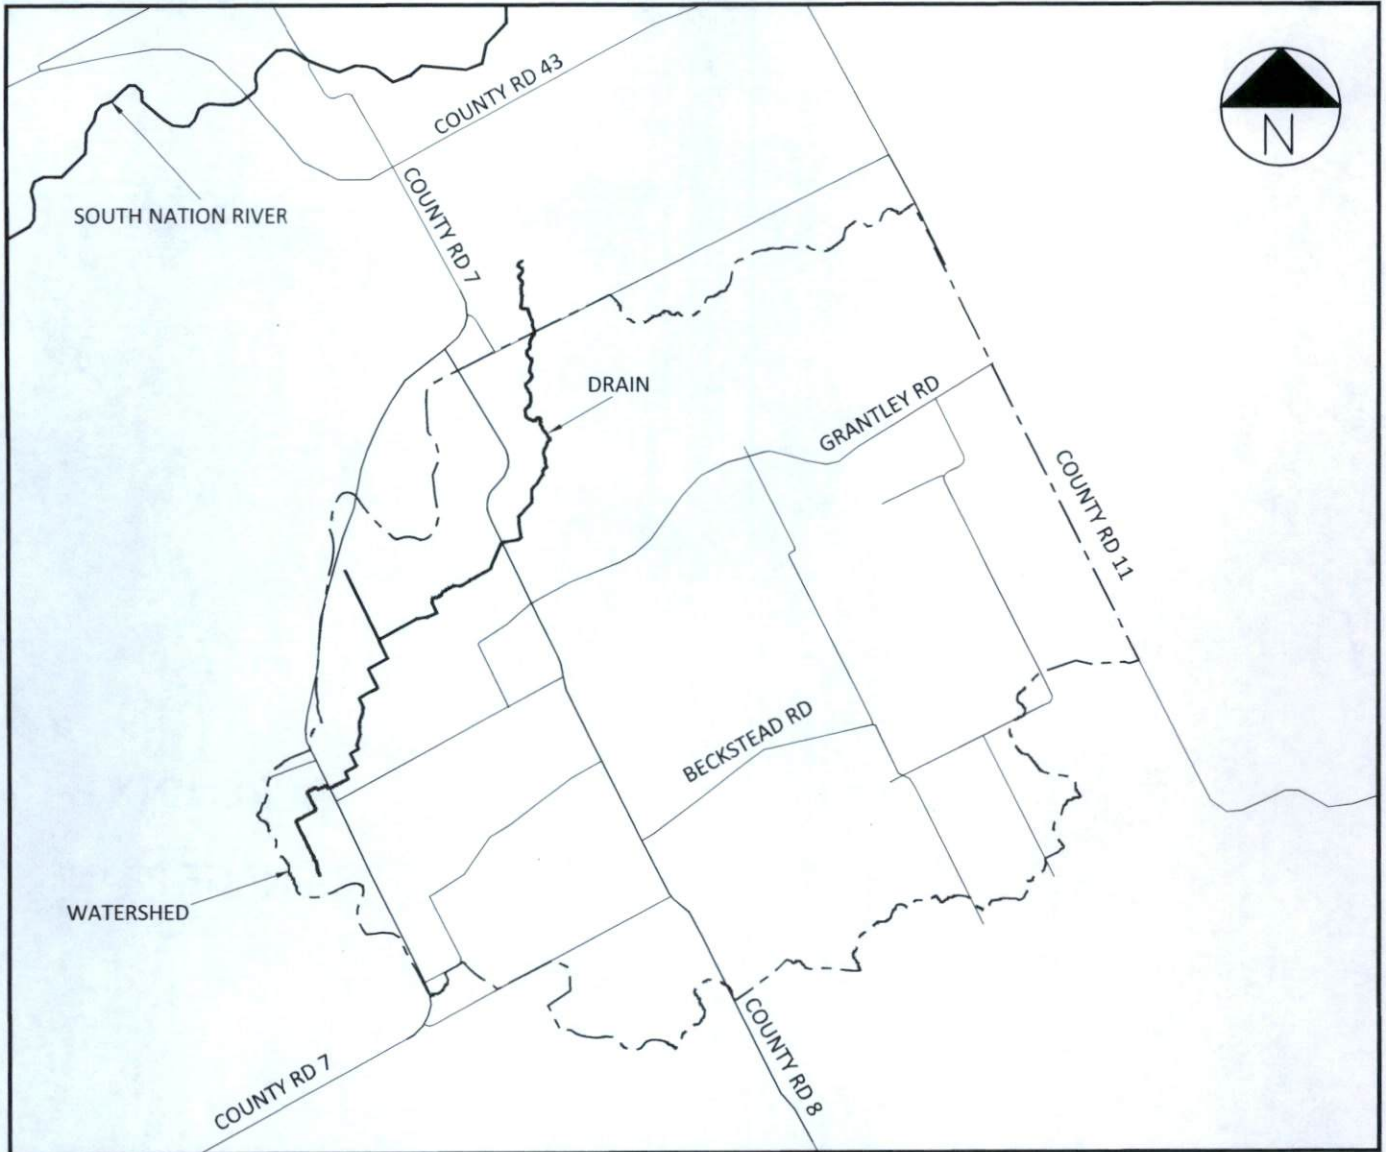 COUNTY RD 43
N
SOUTH NATION RIVER
COUNTY RD 7
DRAIN
GRANTLEY RD
COUNTY RD 11
BECKSTEAD RD
WATERSHED
COUNTY RD 7
COUNTY RD 8